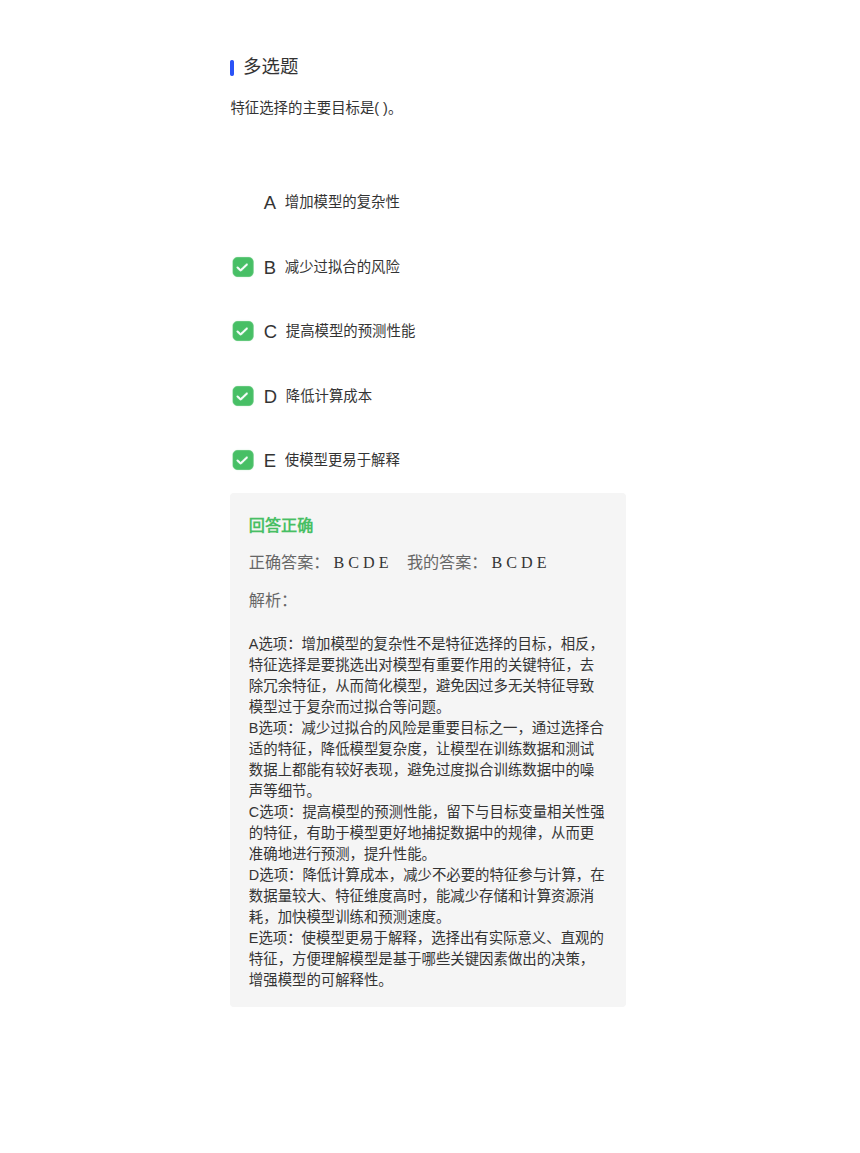 多选题
特征选择的主要目标是( )。
A 增加模型的复杂性
B 减少过拟合的风险
C 提高模型的预测性能
D 降低计算成本
E 使模型更易于解释
回答正确
正确答案： B C D E 我的答案： B C D E
解析：
A选项：增加模型的复杂性不是特征选择的目标，相反，
特征选择是要挑选出对模型有重要作用的关键特征，去
除冗余特征，从而简化模型，避免因过多无关特征导致
模型过于复杂而过拟合等问题。
B选项：减少过拟合的风险是重要目标之一，通过选择合
适的特征，降低模型复杂度，让模型在训练数据和测试
数据上都能有较好表现，避免过度拟合训练数据中的噪
声等细节。
C选项：提高模型的预测性能，留下与目标变量相关性强
的特征，有助于模型更好地捕捉数据中的规律，从而更
准确地进行预测，提升性能。
D选项：降低计算成本，减少不必要的特征参与计算，在
数据量较大、特征维度高时，能减少存储和计算资源消
耗，加快模型训练和预测速度。
E选项：使模型更易于解释，选择出有实际意义、直观的
特征，方便理解模型是基于哪些关键因素做出的决策，
增强模型的可解释性。